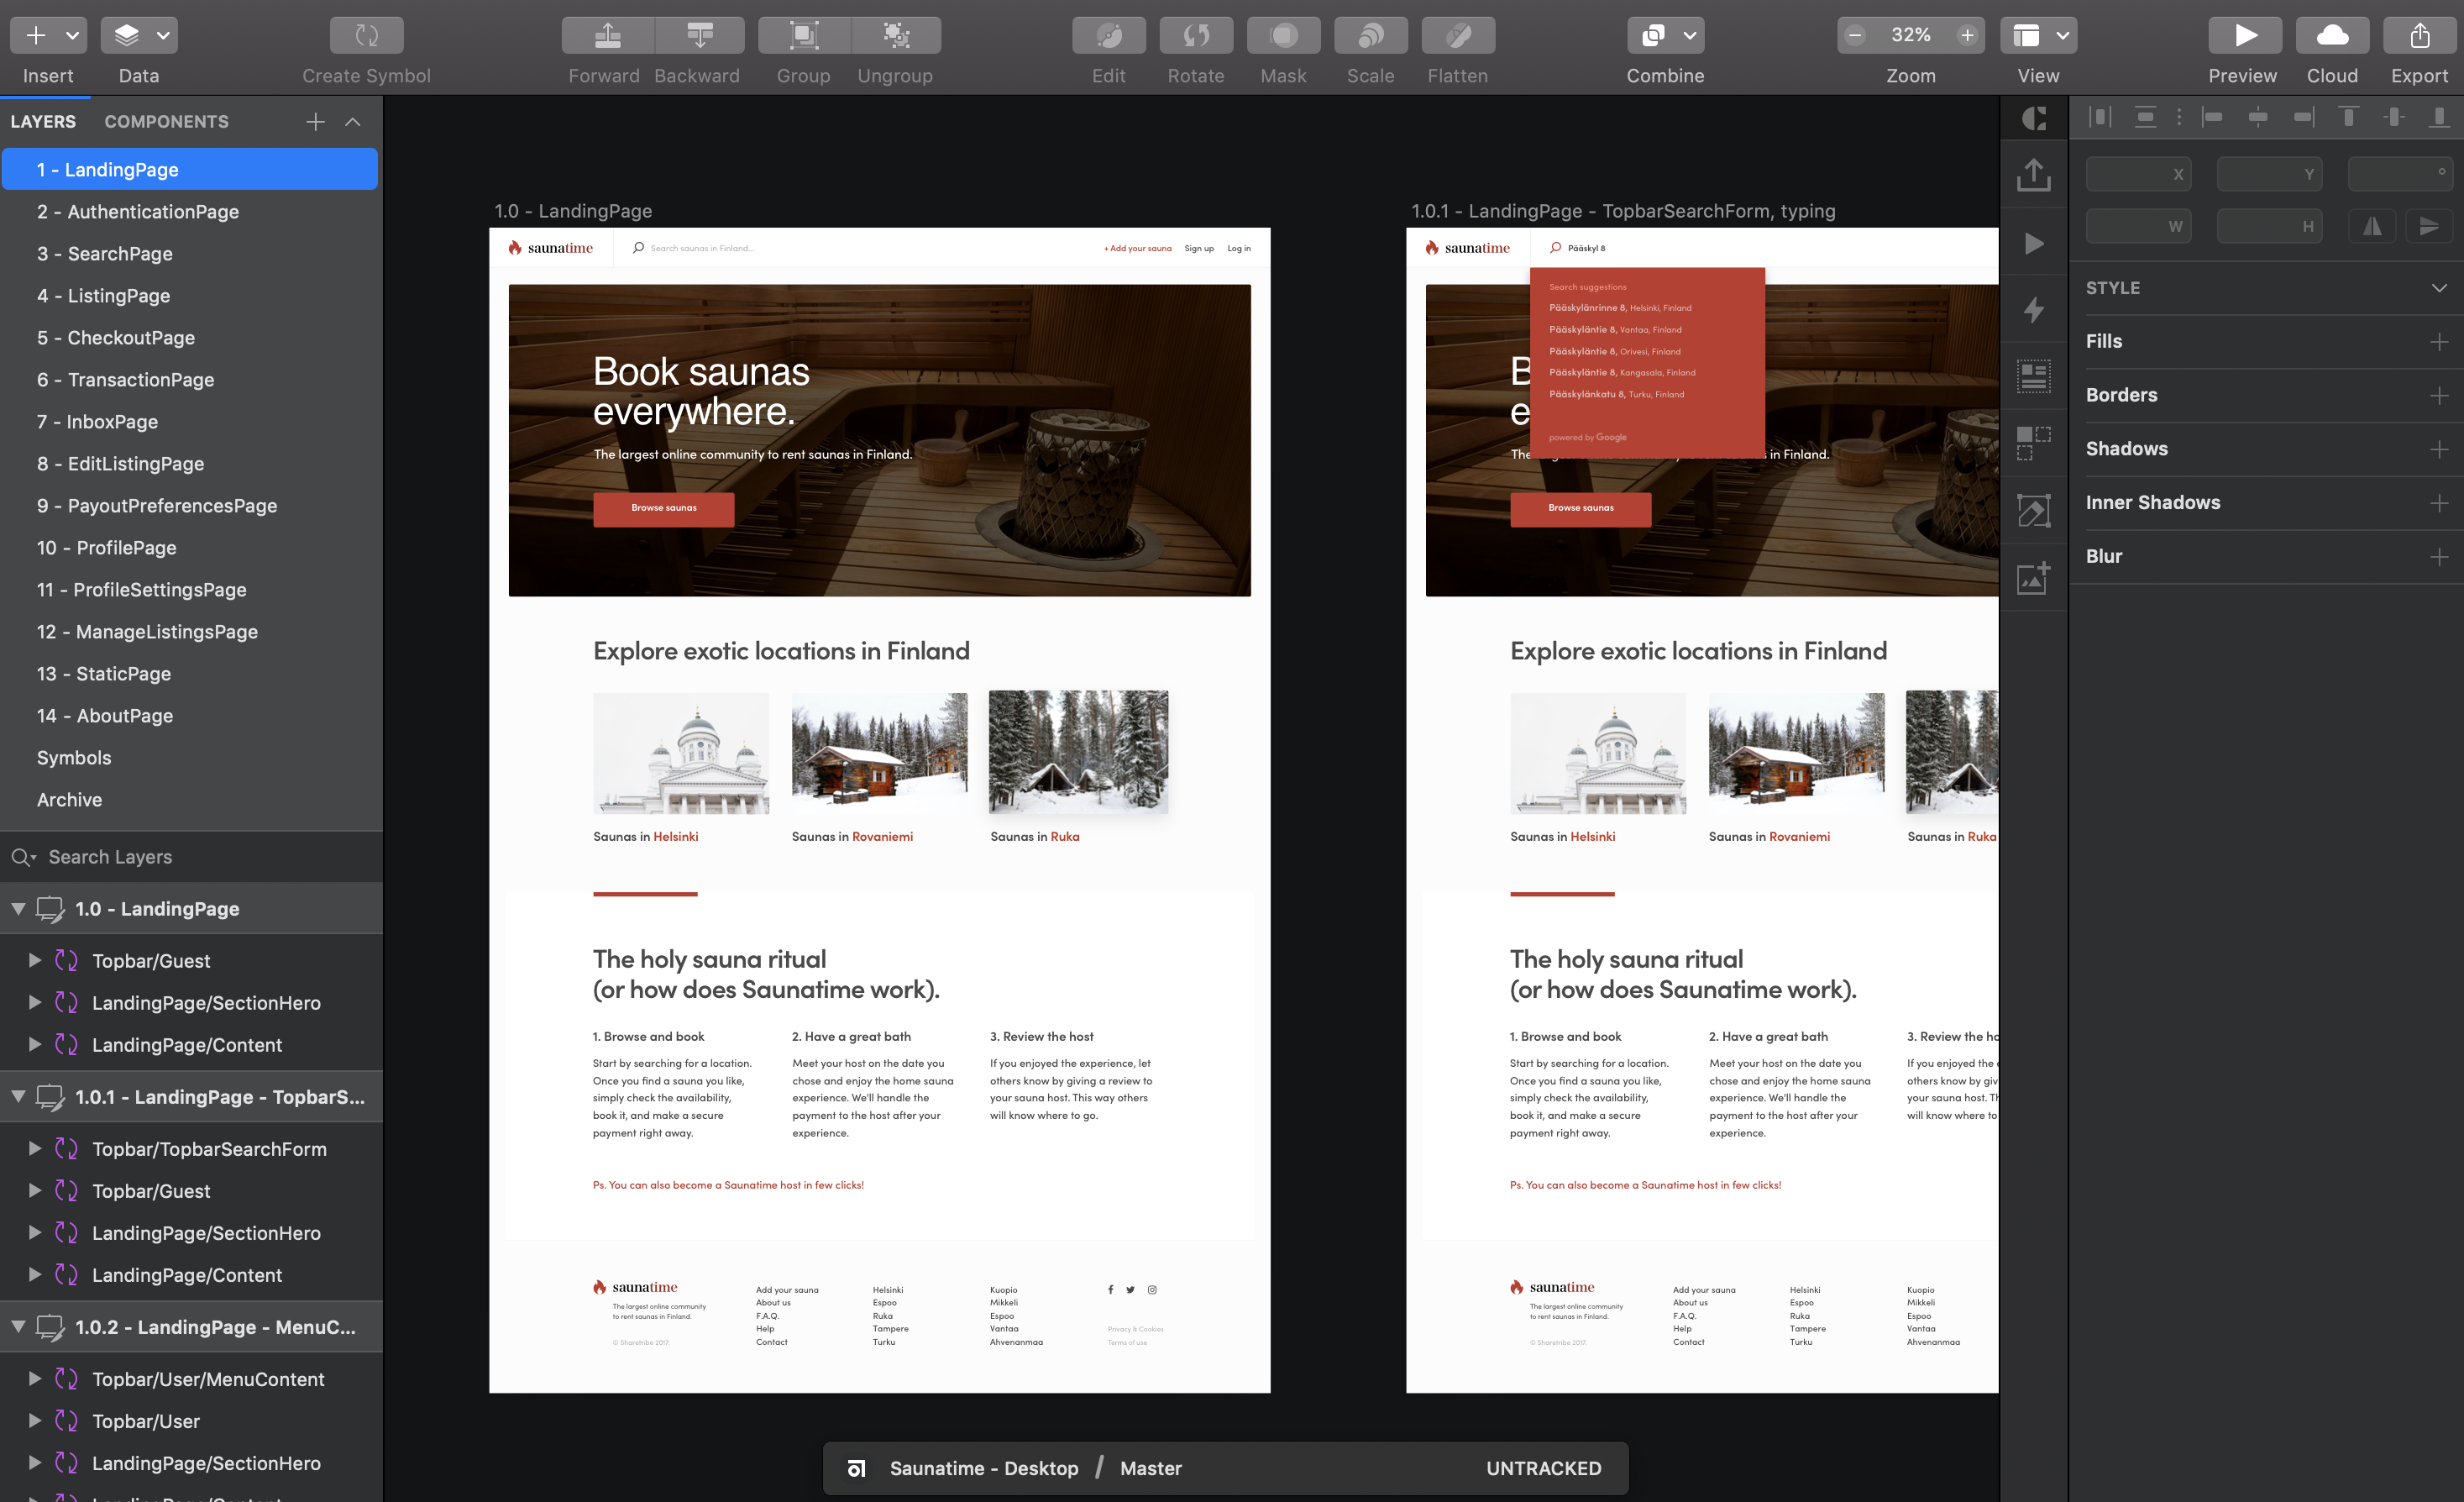 Insert
Data
Create Symbol
Forward
Backward
Group
Ungroup
Edit
Rotate
Mask
Scale
Flatten
Combine
32%
Zoom
View
Preview
Cloud
Export
LAYERS
COMPONENTS
1 - LandingPage
2 - AuthenticationPage
3 - SearchPage
4 - ListingPage
5 - CheckoutPage
6 - TransactionPage
7 - InboxPage
8 - EditListingPage
9 - PayoutPreferencesPage
10 - ProfilePage
11 - ProfileSettingsPage
12 - ManageListingsPage
13 - StaticPage
14 - AboutPage
Symbols
Archive
Search Layers
1.0 - LandingPage
Topbar/Guest
LandingPage/SectionHero
LandingPage/Content
1.0.1 - LandingPage - TopbarS...
Topbar/TopbarSearchForm
Topbar/Guest
LandingPage/SectionHero
LandingPage/Content
1.0.2 - LandingPage - MenuC...
Topbar/User/MenuContent
Topbar/User
LandingPage/SectionHero
1.0 - LandingPage
saunatime
Search saunas in Finland...
+ Add your sauna
Sign up
Log in
Book saunas
everywhere.
The largest online community to rent saunas in Finland.
Browse saunas
Explore exotic locations in Finland
Saunas in Helsinki
Saunas in Rovaniemi
Saunas in Ruka
The holy sauna ritual
(or how does Saunatime work).
1. Browse and book
Start by searching for a location.
Once you find a sauna you like,
simply check the availability,
book it, and make a secure
payment right away.
2. Have a great bath
Meet your host on the date you
chose and enjoy the home sauna
experience. We'll handle the
payment to the host after your
experience.
3. Review the host
If you enjoyed the experience, let
others know by giving a review to
your sauna host. This way others
will know where to go.
Ps. You can also become a Saunatime host in few clicks!
saunatime
The largest online community
to rent saunas in Finland.
© Sharetribe 2017.
Add your sauna
About us
F.A.Q.
Help
Contact
Helsinki
Espoo
Ruka
Tampere
Turku
Kuopio
Mikkeli
Espoo
Vantaa
Ahvenanmaa
Privacy & Cookies
Terms of use
1.0.1 - LandingPage - TopbarSearchForm, typing
saunatime
Pääskyl 8
Search suggestions
Pääskylänrinne 8, Helsinki, Finland
Pääskyläntie 8, Vantaa, Finland
Pääskyläntie 8, Orivesi, Finland
Pääskyläntie 8, Kangasala, Finland
Pääskylänkatu 8, Turku, Finland
powered by Google
B
e
The
in Finland.
Browse saunas
Explore exotic locations in Finland
Saunas in Helsinki
Saunas in Rovaniemi
Saunas in Ruka
The holy sauna ritual
(or how does Saunatime work).
1. Browse and book
Start by searching for a location.
Once you find a sauna you like,
simply check the availability,
book it, and make a secure
payment right away.
2. Have a great bath
Meet your host on the date you
chose and enjoy the home sauna
experience. We'll handle the
payment to the host after your
experience.
3. Review the ho
If you enjoyed the
others know by giv
your sauna host. Th
will know where to
Ps. You can also become a Saunatime host in few clicks!
saunatime
The largest online community
to rent saunas in Finland.
© Sharetribe 2017.
Add your sauna
About us
F.A.Q.
Help
Contact
Helsinki
Espoo
Ruka
Tampere
Turku
Kuopio
Mikkeli
Espoo
Vantaa
Ahvenanmaa
Saunatime - Desktop / Master
UNTRACKED
X
Y
°
W
H
STYLE
Fills
Borders
Shadows
Inner Shadows
Blur